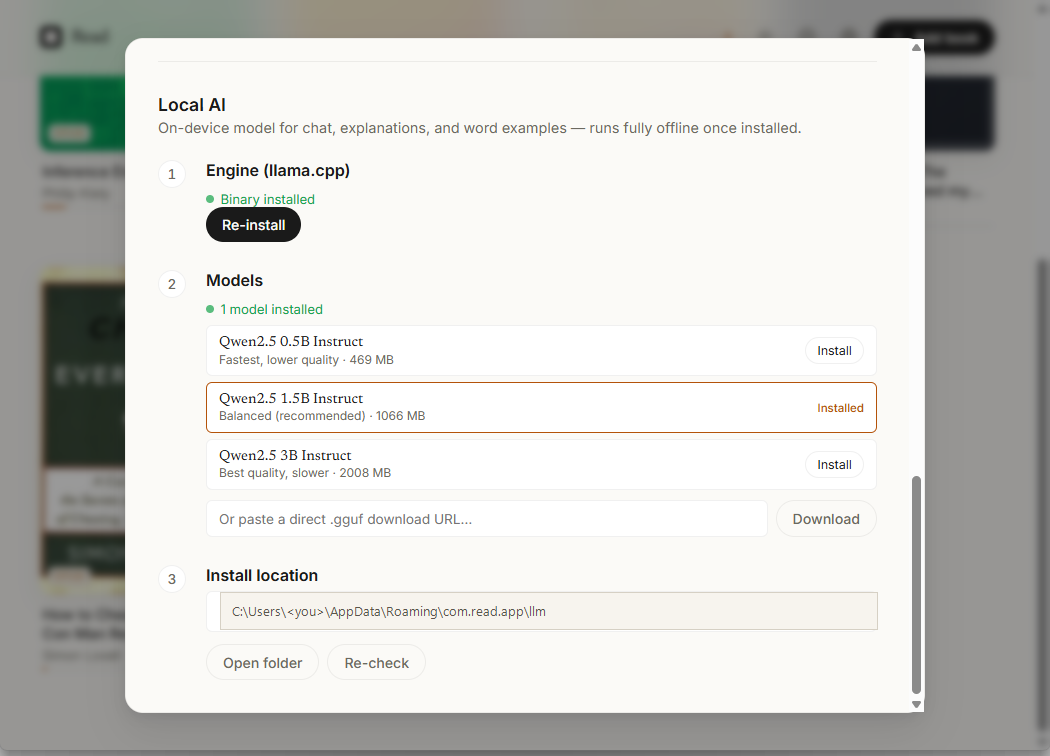 Read
Local AI
On-device model for chat, explanations, and word examples — runs fully offline once installed.
1
Engine (llama.cpp)
Binary installed
Re-install
2
Models
1 model installed
Qwen2.5 0.5B Instruct
Fastest, lower quality · 469 MB
Install
Qwen2.5 1.5B Instruct
Balanced (recommended) · 1066 MB
Installed
Qwen2.5 3B Instruct
Best quality, slower · 2008 MB
Install
Or paste a direct .gguf download URL...
Download
3
Install location
C:\Users\<you>\AppData\Roaming\com.read.app\llm
Open folder
Re-check